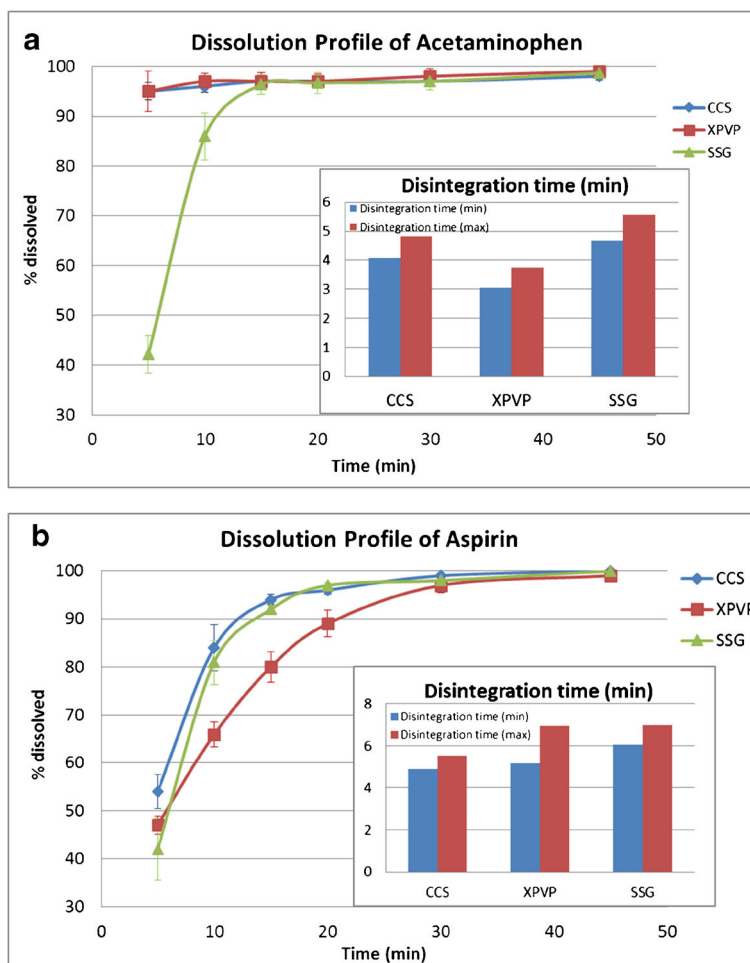 a
Dissolution Profile of Acetaminophen
100
90
80
70
60
50
40
30
% dissolved
0
10
20
30
40
50
Time (min)
CCS
XPVP
SSG
Disintegration time (min)
Disintegration time (min)
Disintegration time (max)
6
5
4
3
2
1
0
CCS
XPVP
SSG
b
Dissolution Profile of Aspirin
100
90
80
70
60
50
40
30
% dissolved
0
10
20
30
40
50
Time (min)
CCS
XPVP
SSG
Disintegration time (min)
Disintegration time (min)
Disintegration time (max)
8
6
4
2
0
CCS
XPVP
SSG